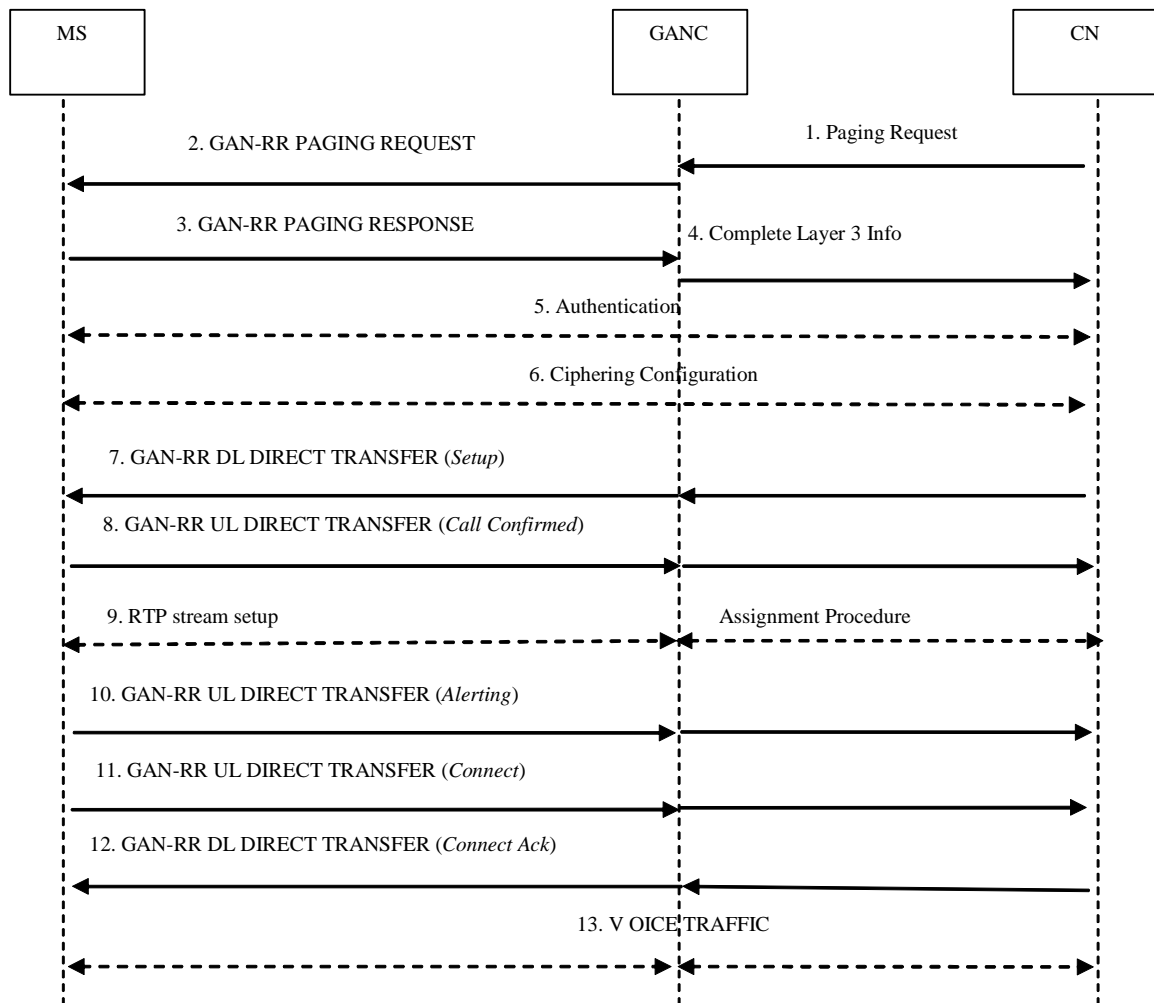 MS
GANC
CN
1. Paging Request
2. GAN-RR PAGING REQUEST
3. GAN-RR PAGING RESPONSE
4. Complete Layer 3 Info
5. Authentication
6. Ciphering Configuration
7. GAN-RR DL DIRECT TRANSFER (Setup)
8. GAN-RR UL DIRECT TRANSFER (Call Confirmed)
9. RTP stream setup
Assignment Procedure
10. GAN-RR UL DIRECT TRANSFER (Alerting)
11. GAN-RR UL DIRECT TRANSFER (Connect)
12. GAN-RR DL DIRECT TRANSFER (Connect Ack)
13. V OICE TRAFFIC